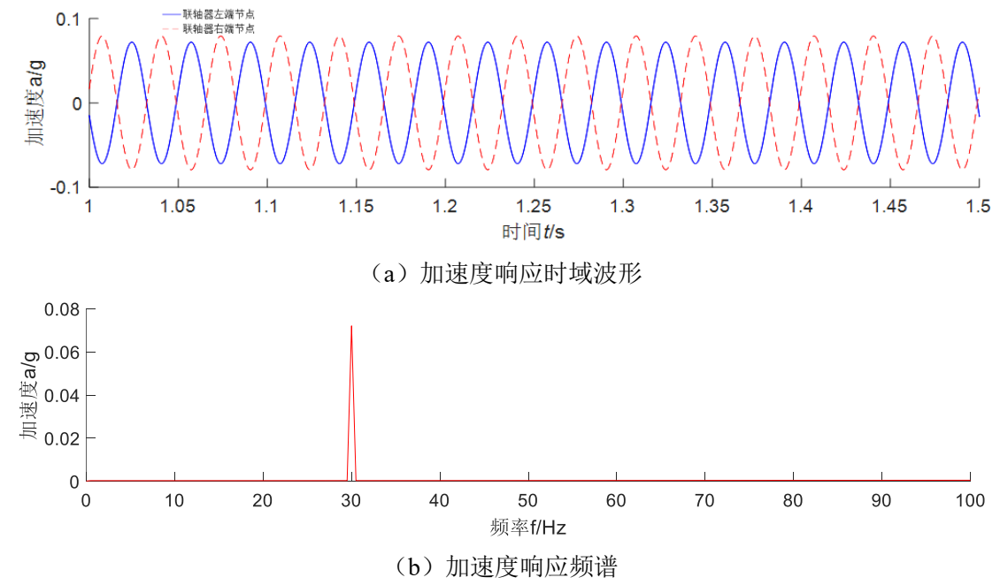 联轴器左端节点
联轴器右端节点
0.1
0
-0.1
加速度a/g
1 1.05 1.1 1.15 1.2 1.25 1.3 1.35 1.4 1.45 1.5
时间t/s
（a）加速度响应时域波形
0.08
0.06
0.04
0.02
0
加速度a/g
0 10 20 30 40 50 60 70 80 90 100
频率f/Hz
（b）加速度响应频谱